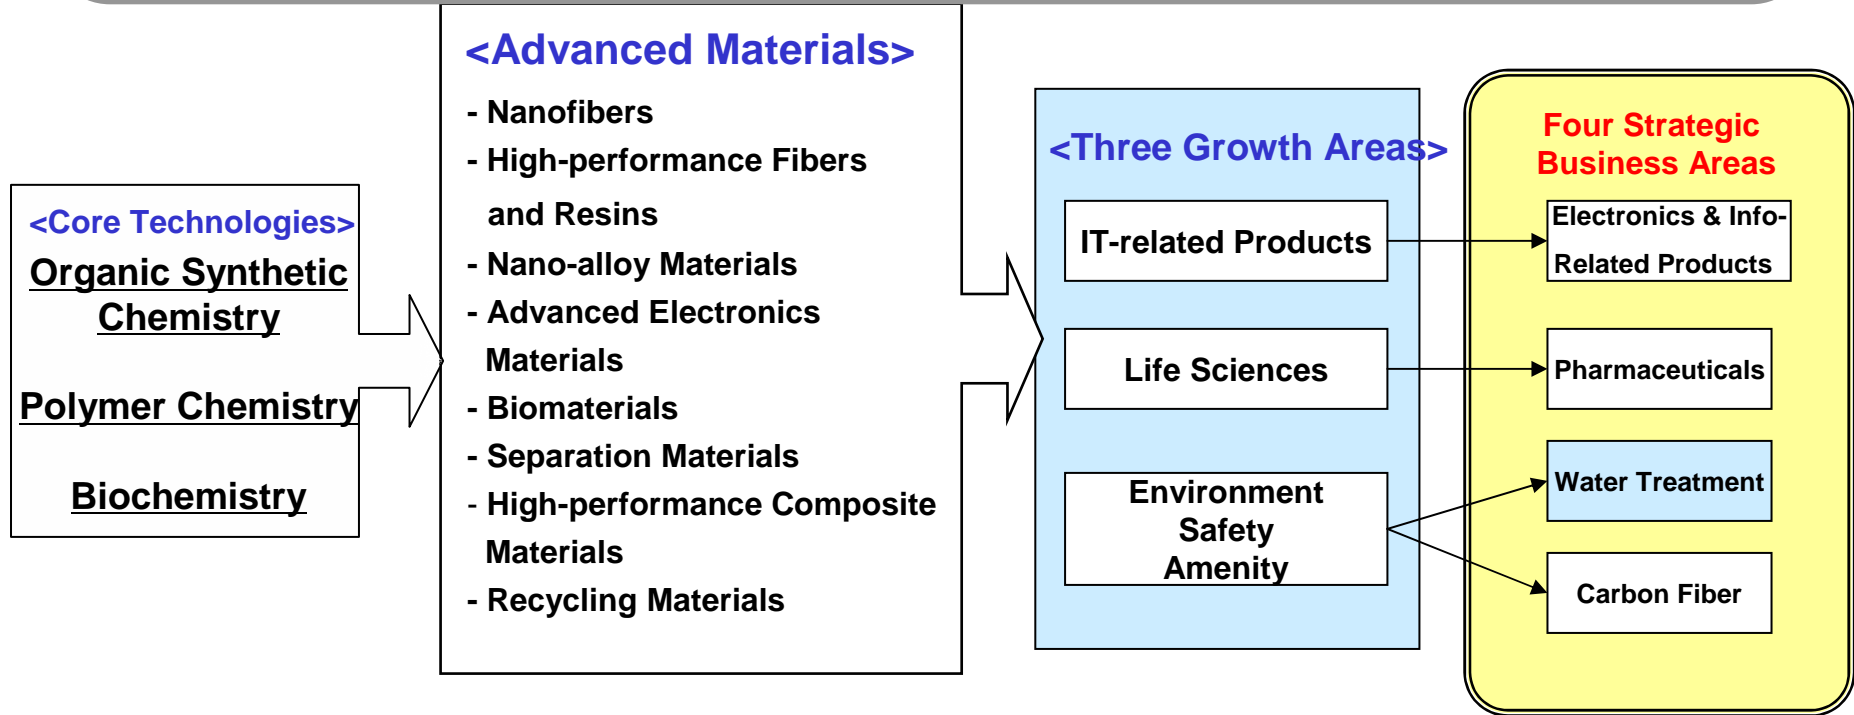 <Core Technologies>
Organic Synthetic
Chemistry
Polymer Chemistry
Biochemistry
<Advanced Materials>
- Nanofibers
- High-performance Fibers
and Resins
- Nano-alloy Materials
- Advanced Electronics
Materials
- Biomaterials
- Separation Materials
- High-performance Composite
Materials
- Recycling Materials
<Three Growth Areas>
IT-related Products
Life Sciences
Environment
Safety
Amenity
Four Strategic
Business Areas
Electronics & Info-
Related Products
Pharmaceuticals
Water Treatment
Carbon Fiber